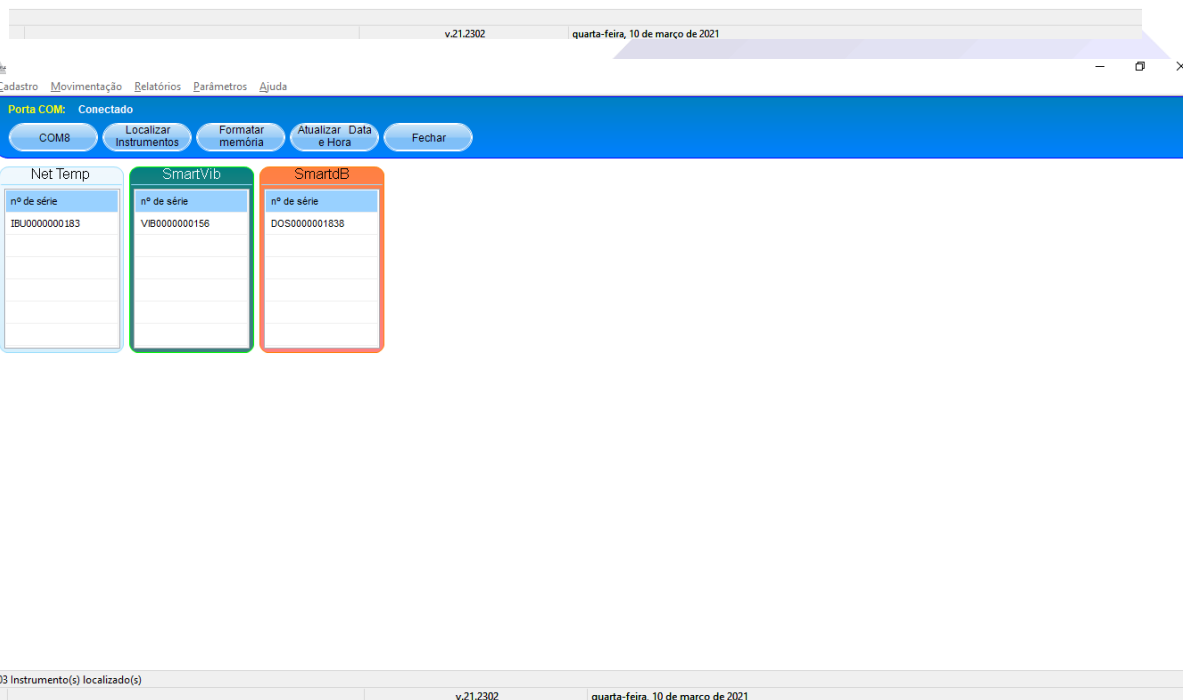 v.21.2302 quarta-feira, 10 de março de 2021
Cadastro Movimentação Relatórios Parâmetros Ajuda
Porta COM: Conectado
COM8
Localizar
Instrumentos
Formatar
memória
Atualizar Data
e Hora
Fechar
Net Temp
nº de série
IBU0000000183
SmartVib
nº de série
VIB0000000156
SmartdB
nº de série
DOS0000001838
03 Instrumento(s) localizado(s)
v.21.2302 quarta-feira, 10 de março de 2021